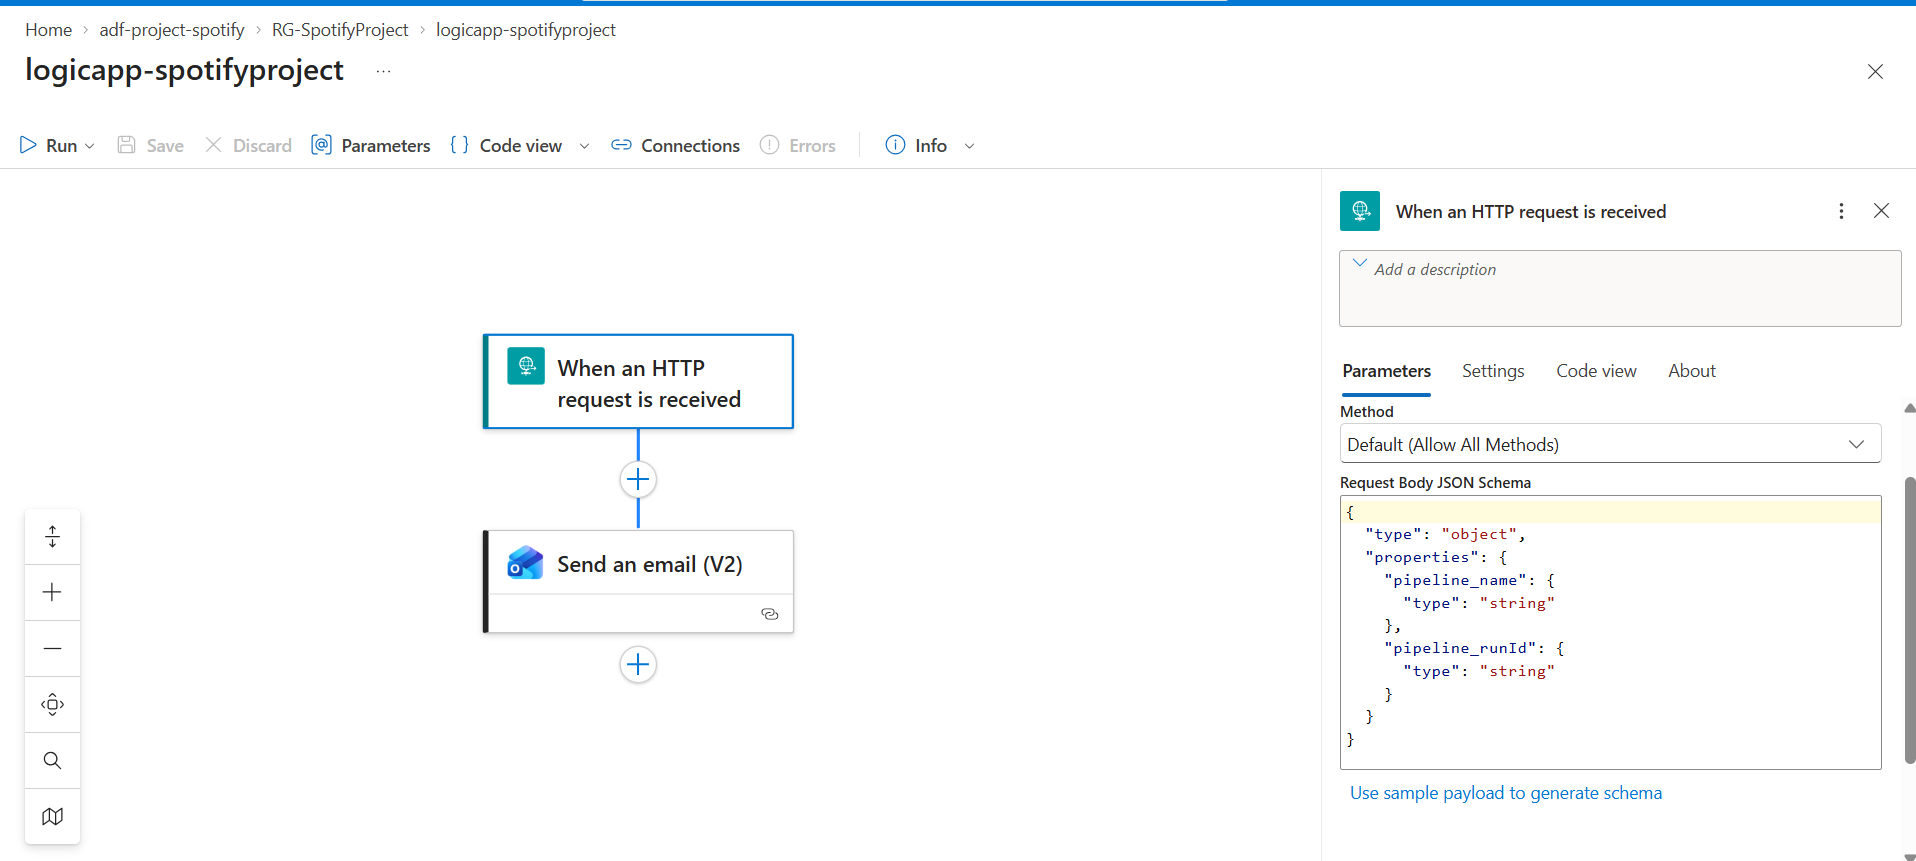 Home > adf-project-spotify > RG-SpotifyProject > logicapp-spotifyproject
logicapp-spotifyproject ...
Run Save Discard Parameters Code view Connections Errors Info
When an HTTP
request is received
Send an email (V2)
When an HTTP request is received
Add a description
Parameters Settings Code view About
Method
Default (Allow All Methods)
Request Body JSON Schema
{
"type": "object",
"properties": {
"pipeline_name": {
"type": "string"
},
"pipeline_runId": {
"type": "string"
}
}
}
Use sample payload to generate schema